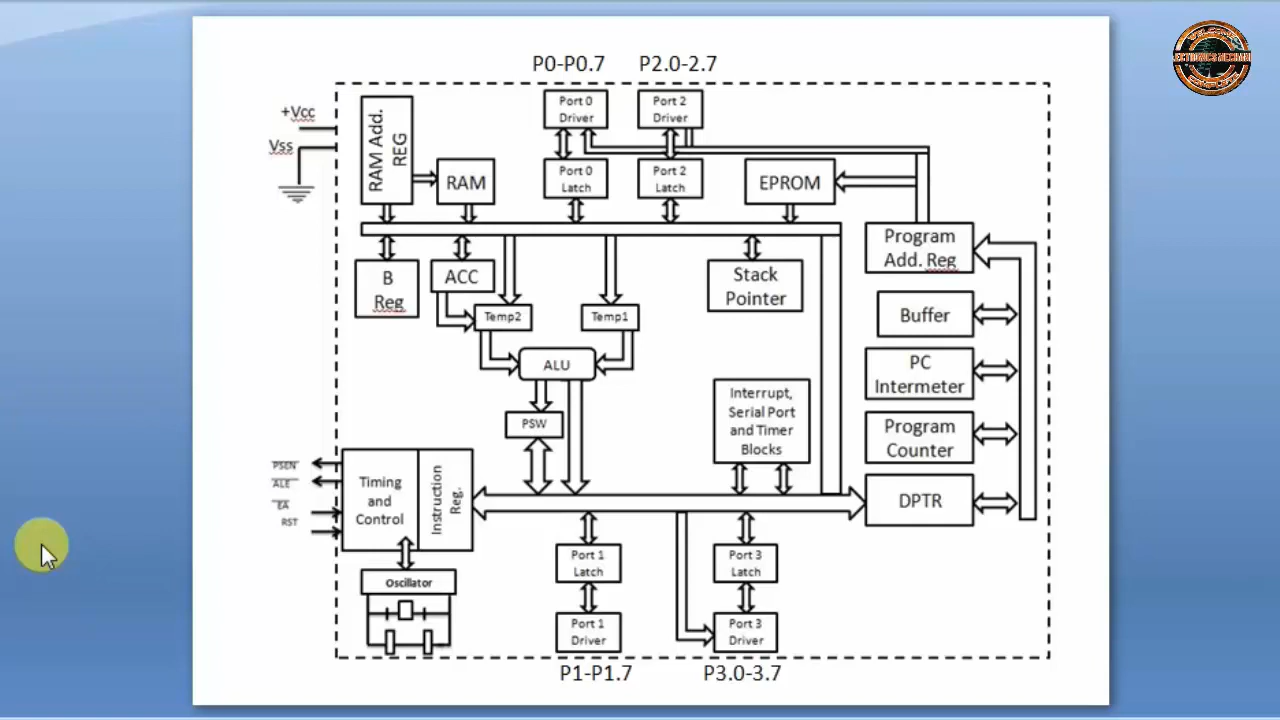 P0-P0.7
P2.0-2.7
+Vcc
Vss
RAM Add.
REG
RAM
Port 0
Driver
Port 2
Driver
Port 0
Latch
Port 2
Latch
EPROM
Program
Add. Reg
B
Reg
ACC
Stack
Pointer
Temp2
Temp1
Buffer
ALU
PC
Intermeter
Interrupt,
Serial Port
and Timer
Blocks
PSW
Program
Counter
PSEN
ALE
EA
RST
Timing
and
Control
Instruction
Reg.
DPTR
Oscillator
Port 1
Latch
Port 3
Latch
Port 1
Driver
Port 3
Driver
P1-P1.7
P3.0-3.7